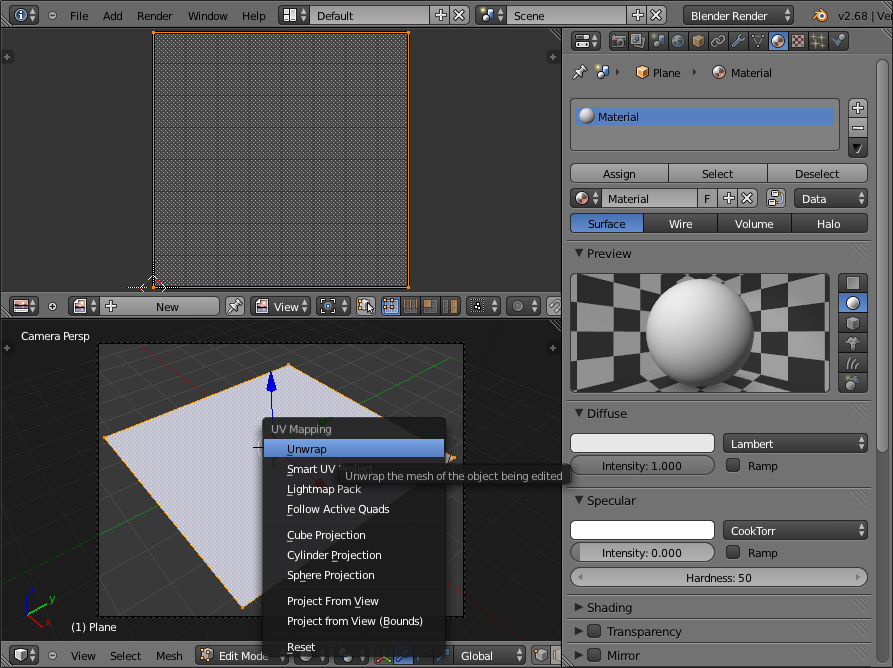 File Add Render Window Help Default Scene Blender Render v2.68 | Ver
Plane Material
Material
Assign Select Deselect
Material F Data
Surface Wire Volume Halo
Preview
New View
Camera Persp
Diffuse
Lambert
Intensity: 1.000 Ramp
Specular
CookTorr
Intensity: 0.000 Ramp
Hardness: 50
Shading
Transparency
Mirror
UV Mapping
Unwrap
Smart UV Project
Unwrap the mesh of the object being edited
Lightmap Pack
Follow Active Quads
Cube Projection
Cylinder Projection
Sphere Projection
Project From View
Project from View (Bounds)
Reset
z
y
x
(1) Plane
View Select Mesh Edit Mode Global